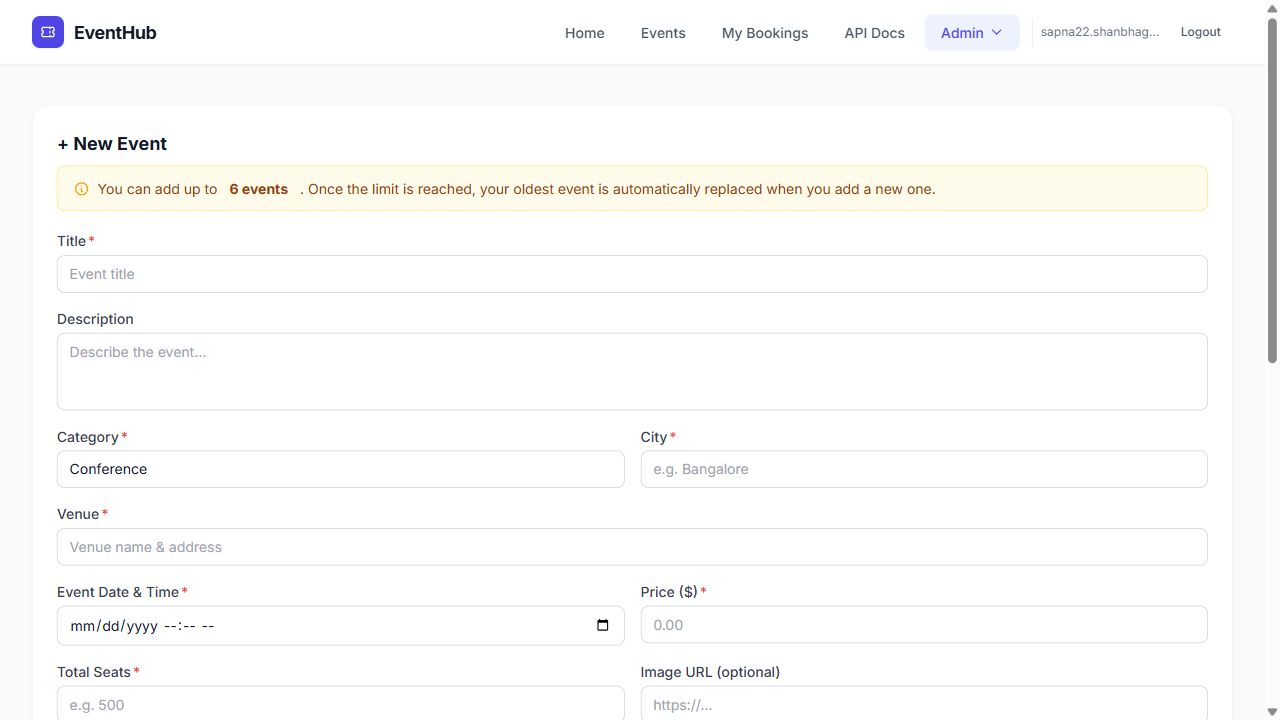 EventHub
Home Events My Bookings API Docs Admin sapna22.shanbhag... Logout
+ New Event
You can add up to 6 events . Once the limit is reached, your oldest event is automatically replaced when you add a new one.
Title *
Event title
Description
Describe the event...
Category * City *
Conference e.g. Bangalore
Venue *
Venue name & address
Event Date & Time * Price ($) *
mm/dd/yyyy --:-- -- 0.00
Total Seats * Image URL (optional)
e.g. 500 https://...